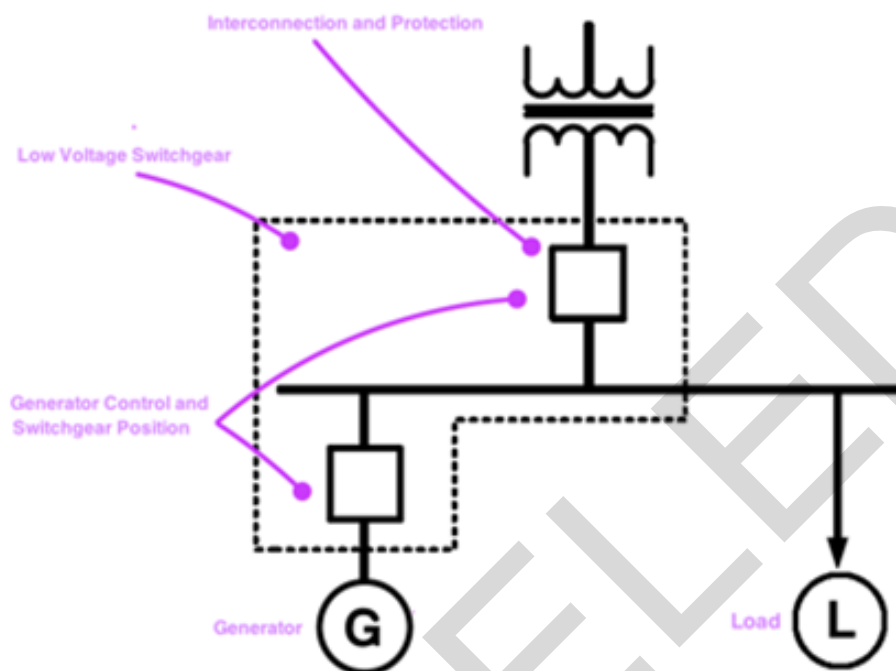 Interconnection and Protection
Low Voltage Switchgear
Generator Control and
Switchgear Position
Generator
G
Load
L